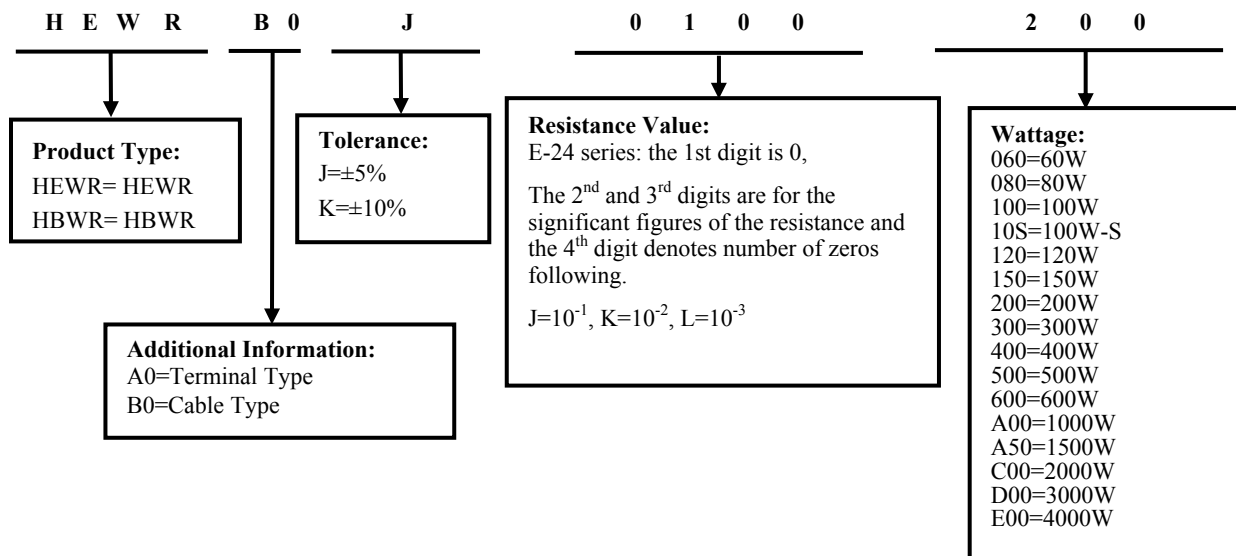 H E W R B 0 J 0 1 0 0 2 0 0
Product Type:
HEWR= HEWR
HBWR= HBWR
Additional Information:
A0=Terminal Type
B0=Cable Type
Tolerance:
J=±5%
K=±10%
Resistance Value:
E-24 series: the 1st digit is 0,
The 2nd and 3rd digits are for the
significant figures of the resistance and
the 4th digit denotes number of zeros
following.
J=10-1, K=10-2, L=10-3
Wattage:
060=60W
080=80W
100=100W
10S=100W-S
120=120W
150=150W
200=200W
300=300W
400=400W
500=500W
600=600W
A00=1000W
A50=1500W
C00=2000W
D00=3000W
E00=4000W